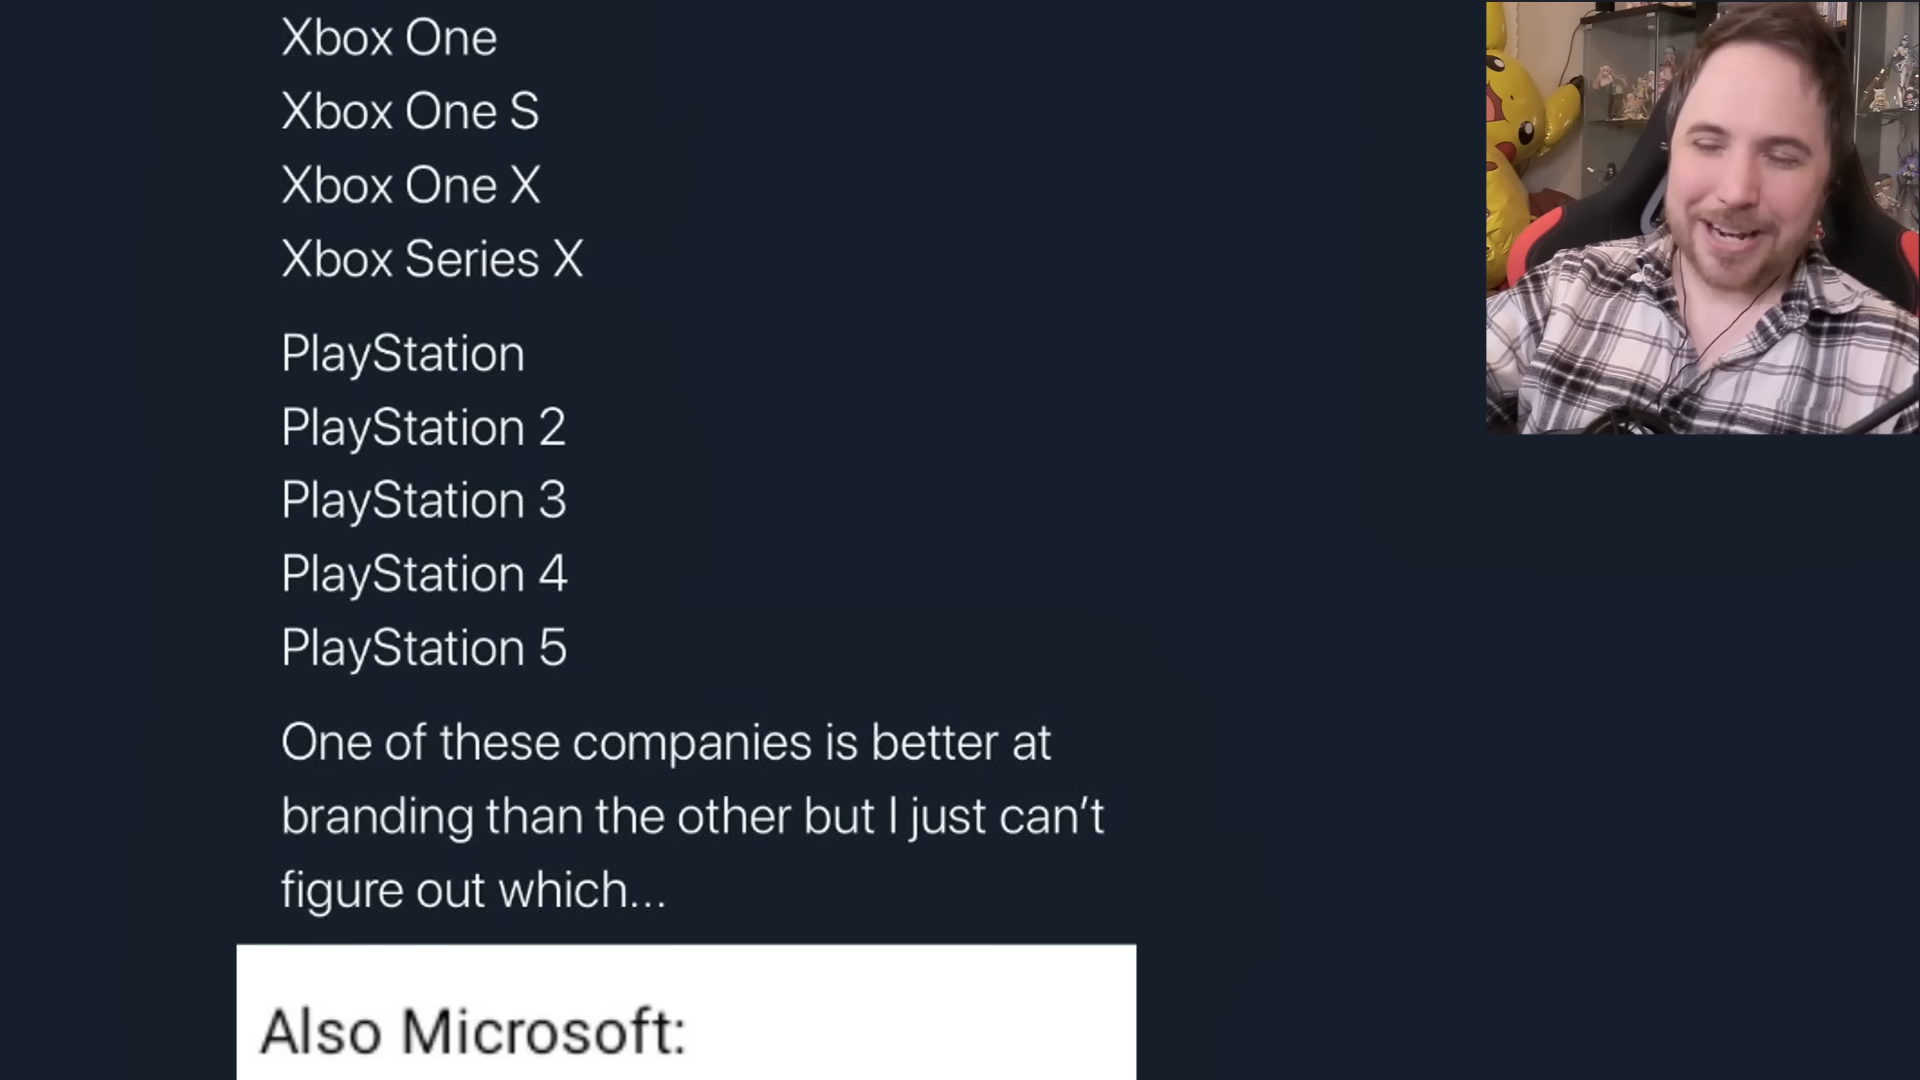 Xbox One
Xbox One S
Xbox One X
Xbox Series X
PlayStation
PlayStation 2
PlayStation 3
PlayStation 4
PlayStation 5
One of these companies is better at
branding than the other but I just can’t
figure out which...
Also Microsoft: